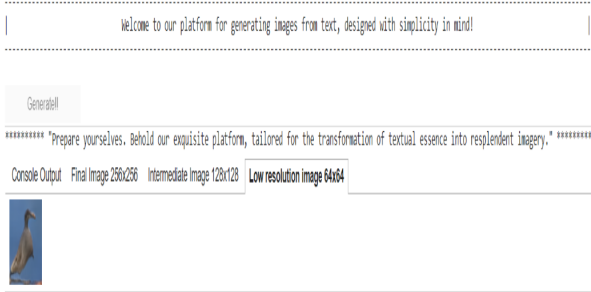 Welcome to our platform for generating images from text, designed with simplicity in mind!
Generate!!
********** "Prepare yourselves. Behold our exquisite platform, tailored for the transformation of textual essence into resplendent imagery." *********
Console Output Final Image 256x256 Intermediate Image 128x128 Low resolution image 64x64